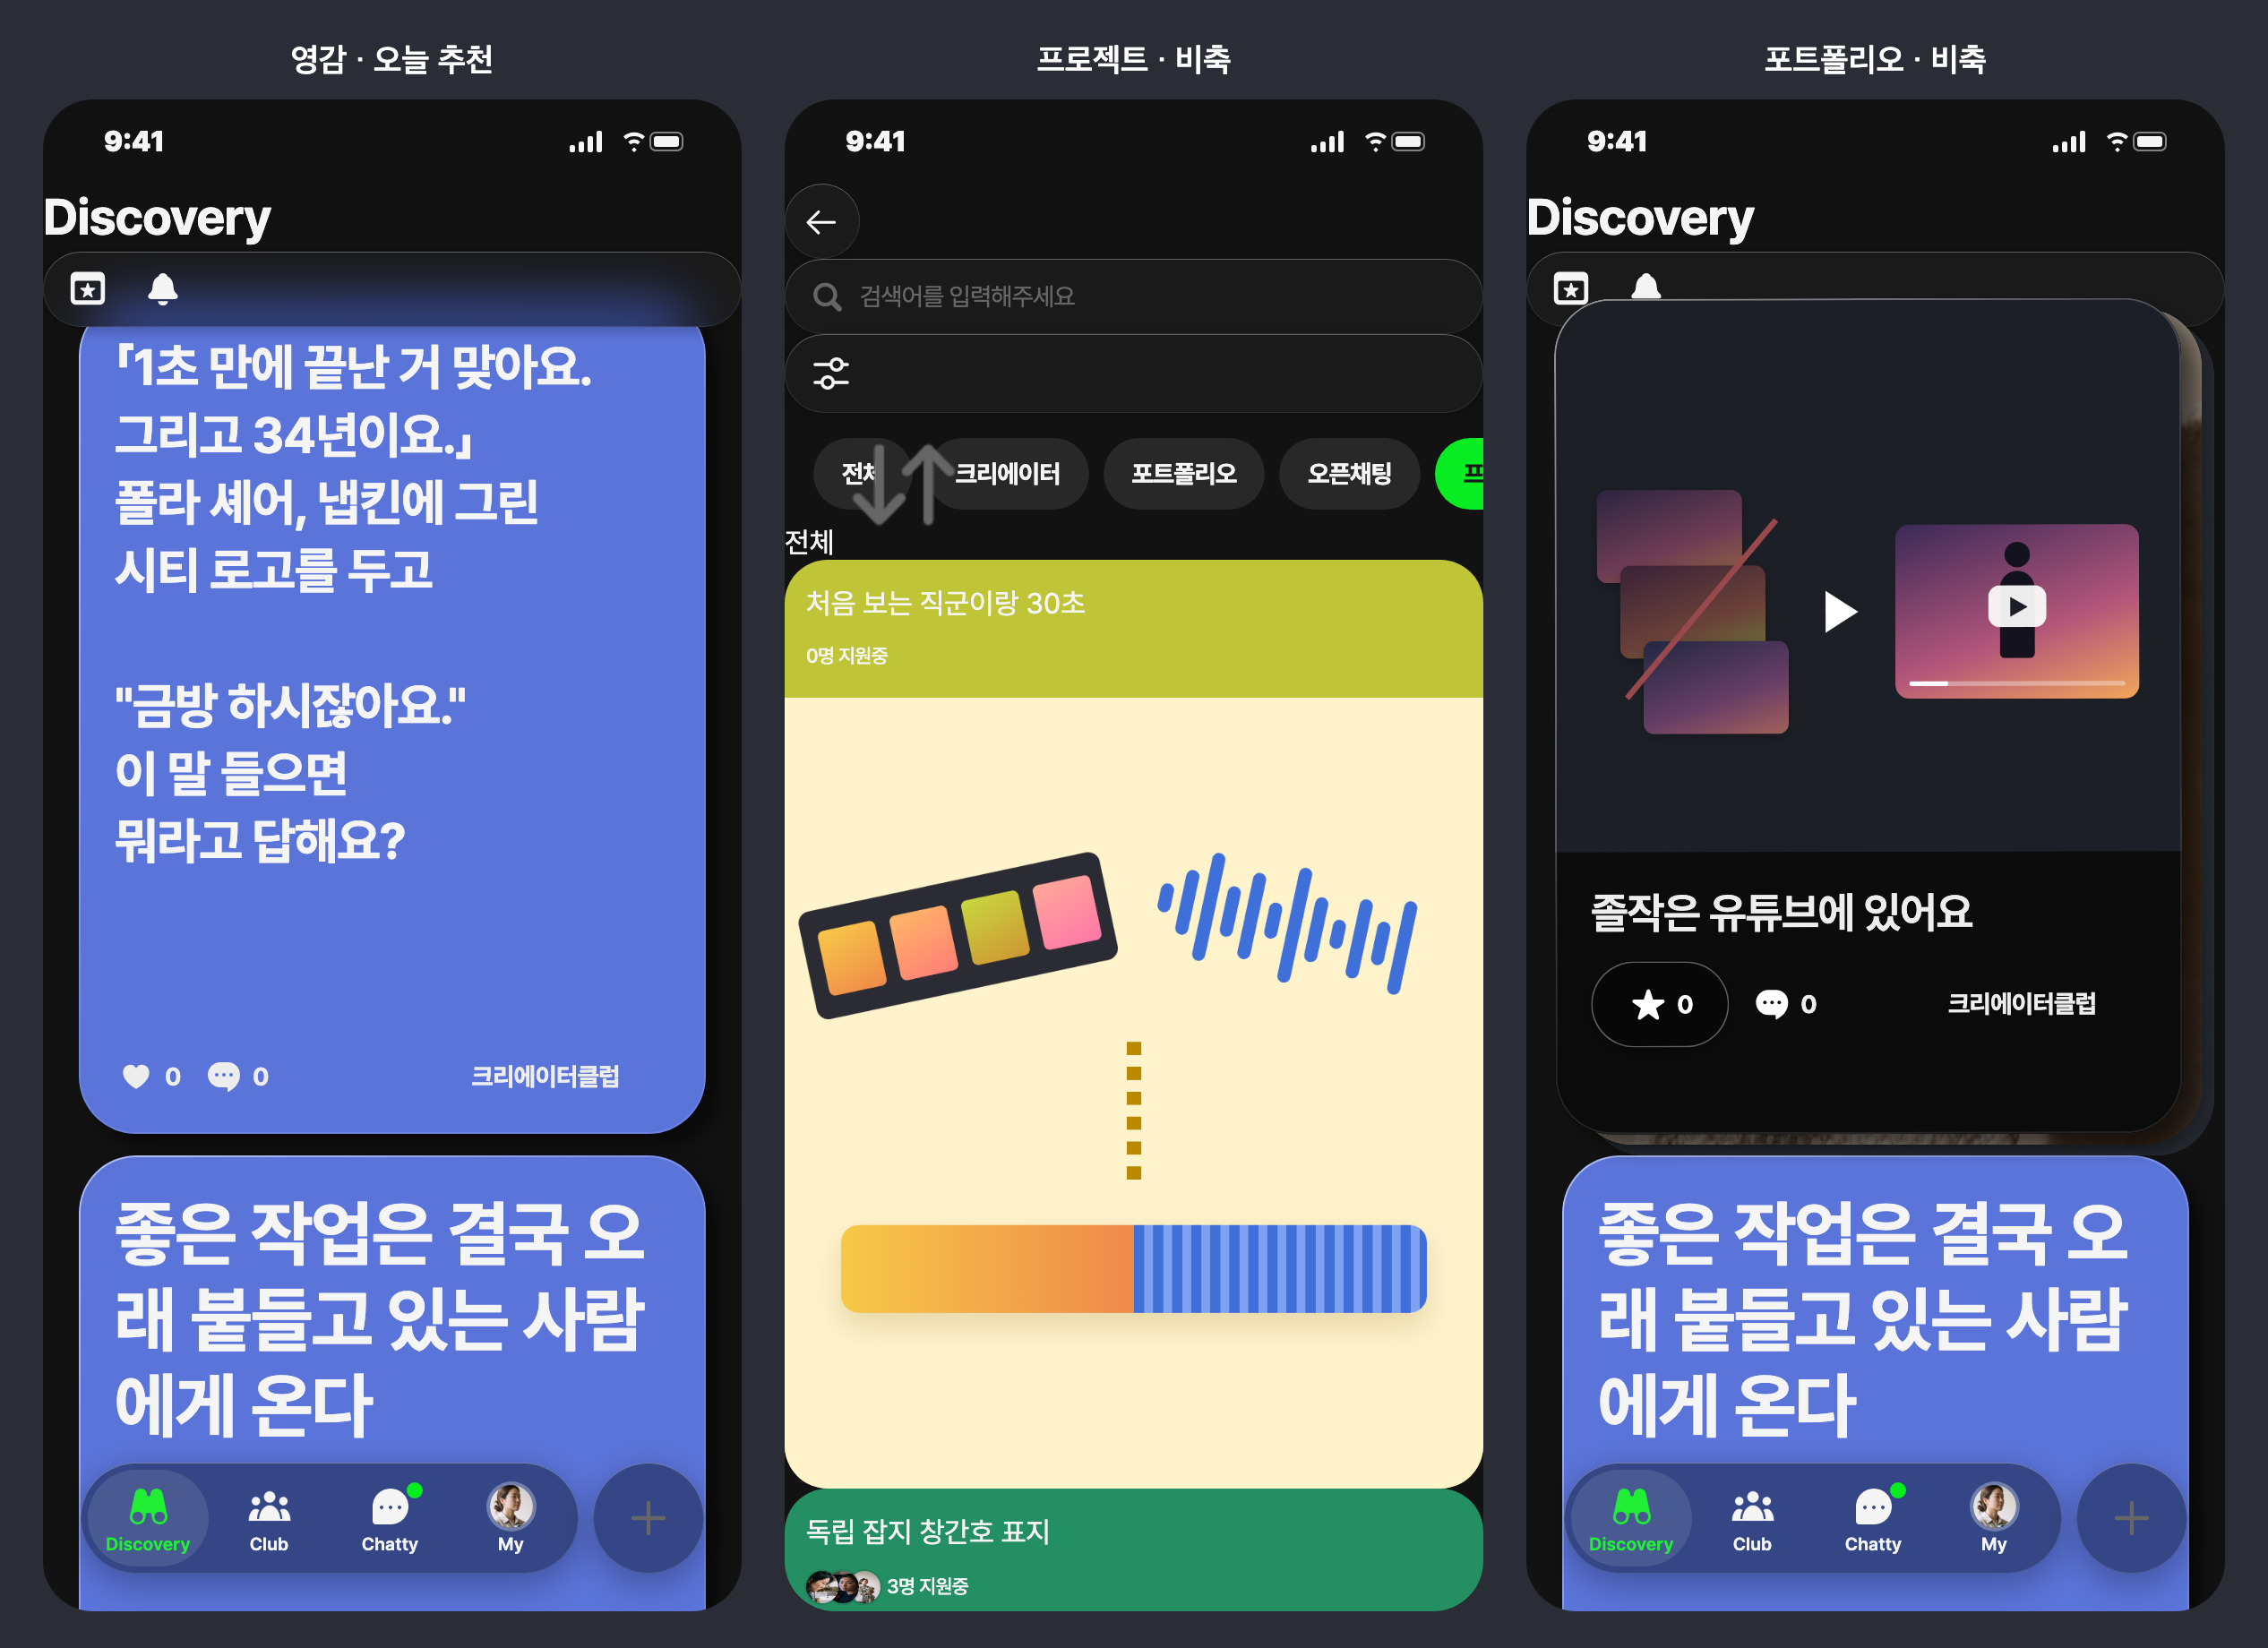 영감 · 오늘 추천
9:41
Discovery
「1초 만에 끝난 거 맞아요.
그리고 34년이요.」
폴라 셰어, 냅킨에 그린
시티 로고를 두고
"금방 하시잖아요."
이 말 들으면
뭐라고 답해요?
0
0
크리에이터클럽
좋은 작업은 결국 오
래 붙들고 있는 사람
에게 온다
Discovery
Club
Chatty
My
프로젝트 · 비축
9:41
검색어를 입력해주세요
전체
크리에이터
포트폴리오
오픈채팅
프
전체
처음 보는 직군이랑 30초
0명 지원중
독립 잡지 창간호 표지
3명 지원중
포트폴리오 · 비축
9:41
Discovery
졸작은 유튜브에 있어요
0
0
크리에이터클럽
좋은 작업은 결국 오
래 붙들고 있는 사람
에게 온다
Discovery
Club
Chatty
My